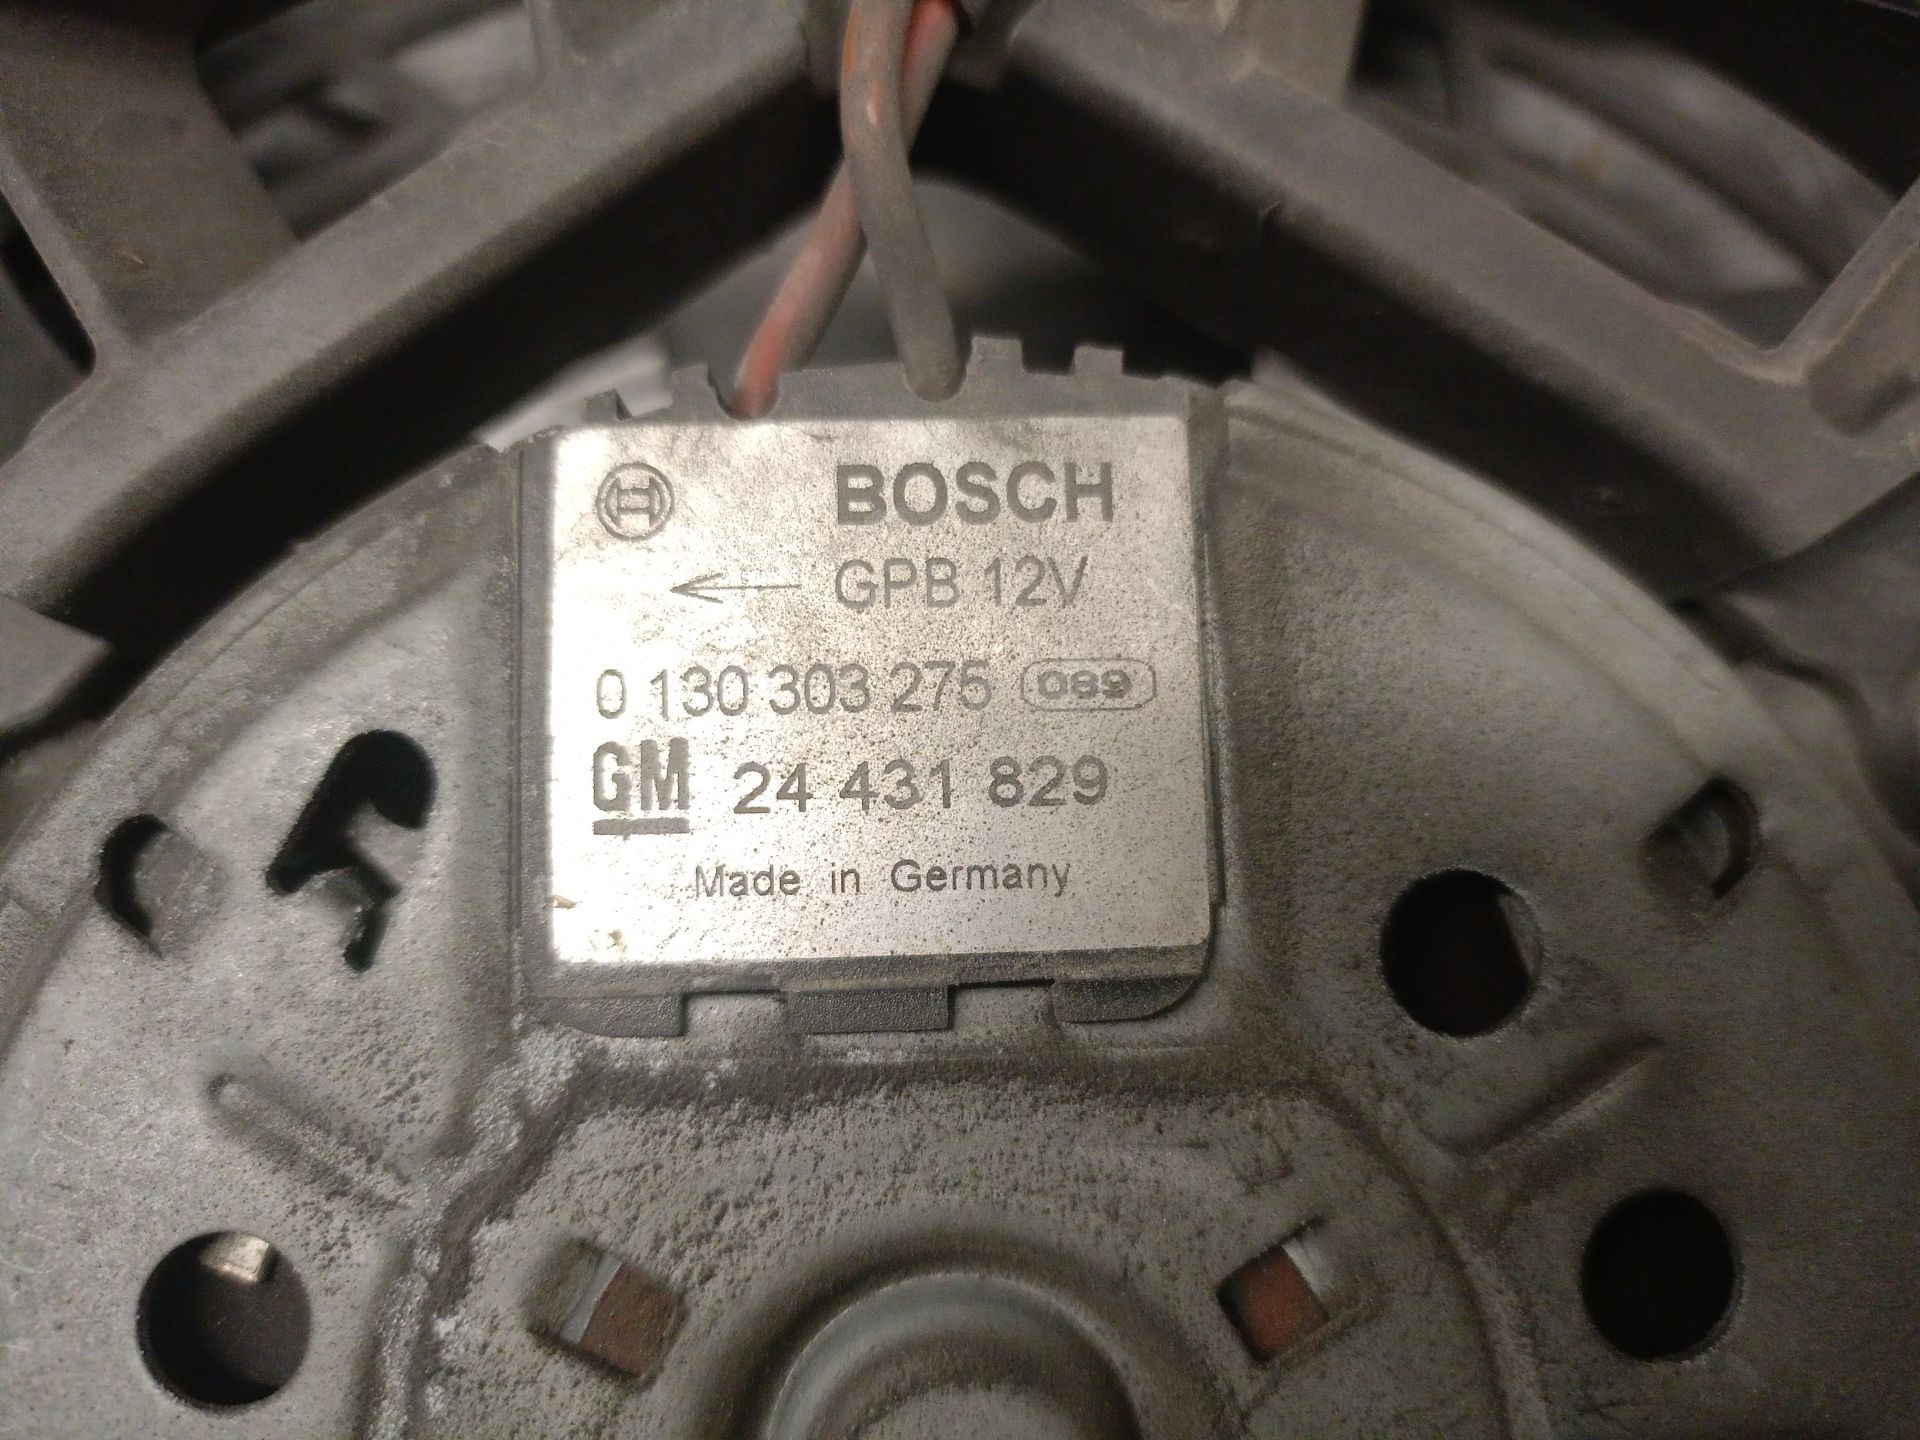 BOSCH
GPB 12V
0 130 303 275 089
GM 24 431 829
Made in Germany